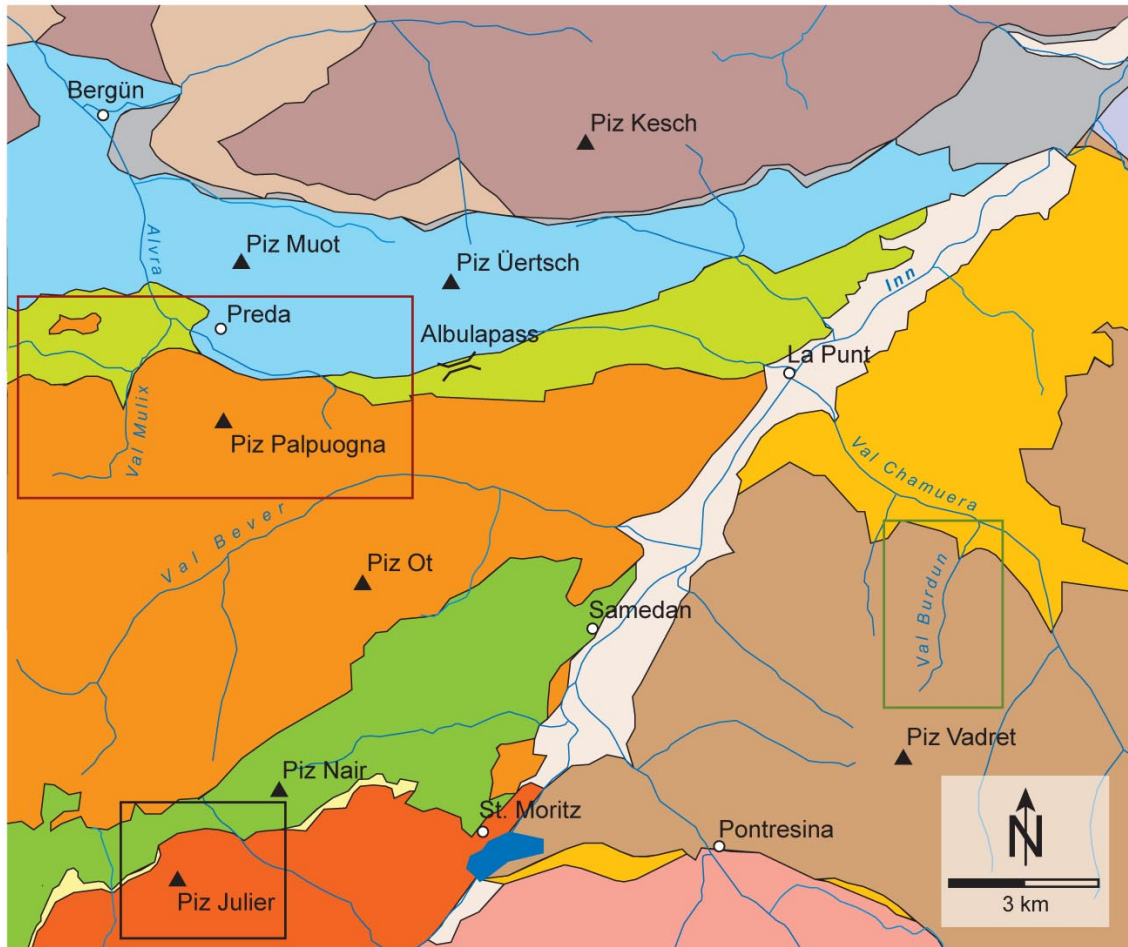 Bergün
Piz Kesch
Alvra
Piz Muot
Piz Üertsch
Inn
Preda
Albulapass
La Punt
Val Mulix
Piz Palpuogna
Val Chamuera
Val Bever
Piz Ot
Val Burdun
Samedan
Piz Vadret
Piz Nair
St. Moritz
Pontresina
N
Piz Julier
3 km